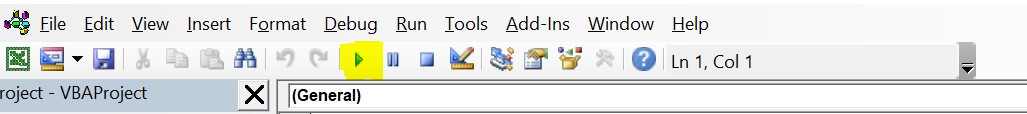 File Edit View Insert Format Debug Run Tools Add-Ins Window Help
Ln 1, Col 1
roject - VBAProject
(General)